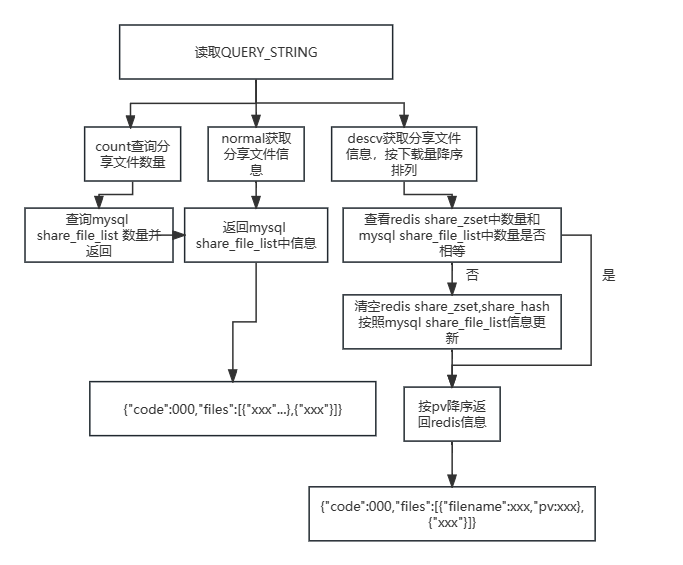 读取QUERY_STRING
count查询分
享文件数量
normal获取
分享文件信
息
descv获取分享文件
信息，按下载量降序
排列
查询mysql
share_file_list 数量并
返回
返回mysql
share_file_list中信息
查看redis share_zset中数量和
mysql share_file_list中数量是否
相等
否
是
清空redis share_zset,share_hash
按照mysql share_file_list信息更
新
{"code":000,"files":[{"xxx"...},{"xxx"}]}
按pv降序返
回redis信息
{"code":000,"files":[{"filename":xxx,"pv:xxx},
{"xxx"}]}